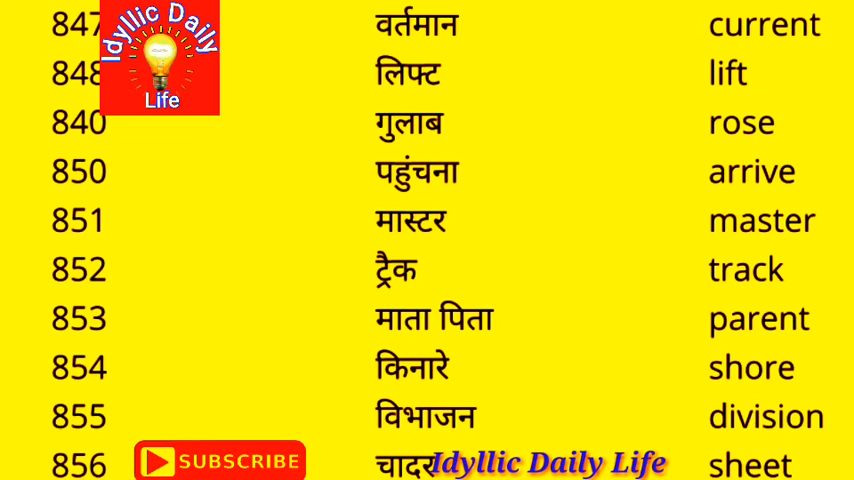 847 वर्तमान current
Idyllic Daily
Life
848 लिफ्ट lift
840 गुलाब rose
850 पहुंचना arrive
851 मास्टर master
852 ट्रैक track
853 माता पिता parent
854 किनारे shore
855 विभाजन division
856 चादर sheet
SUBSCRIBE
Idyllic Daily Life